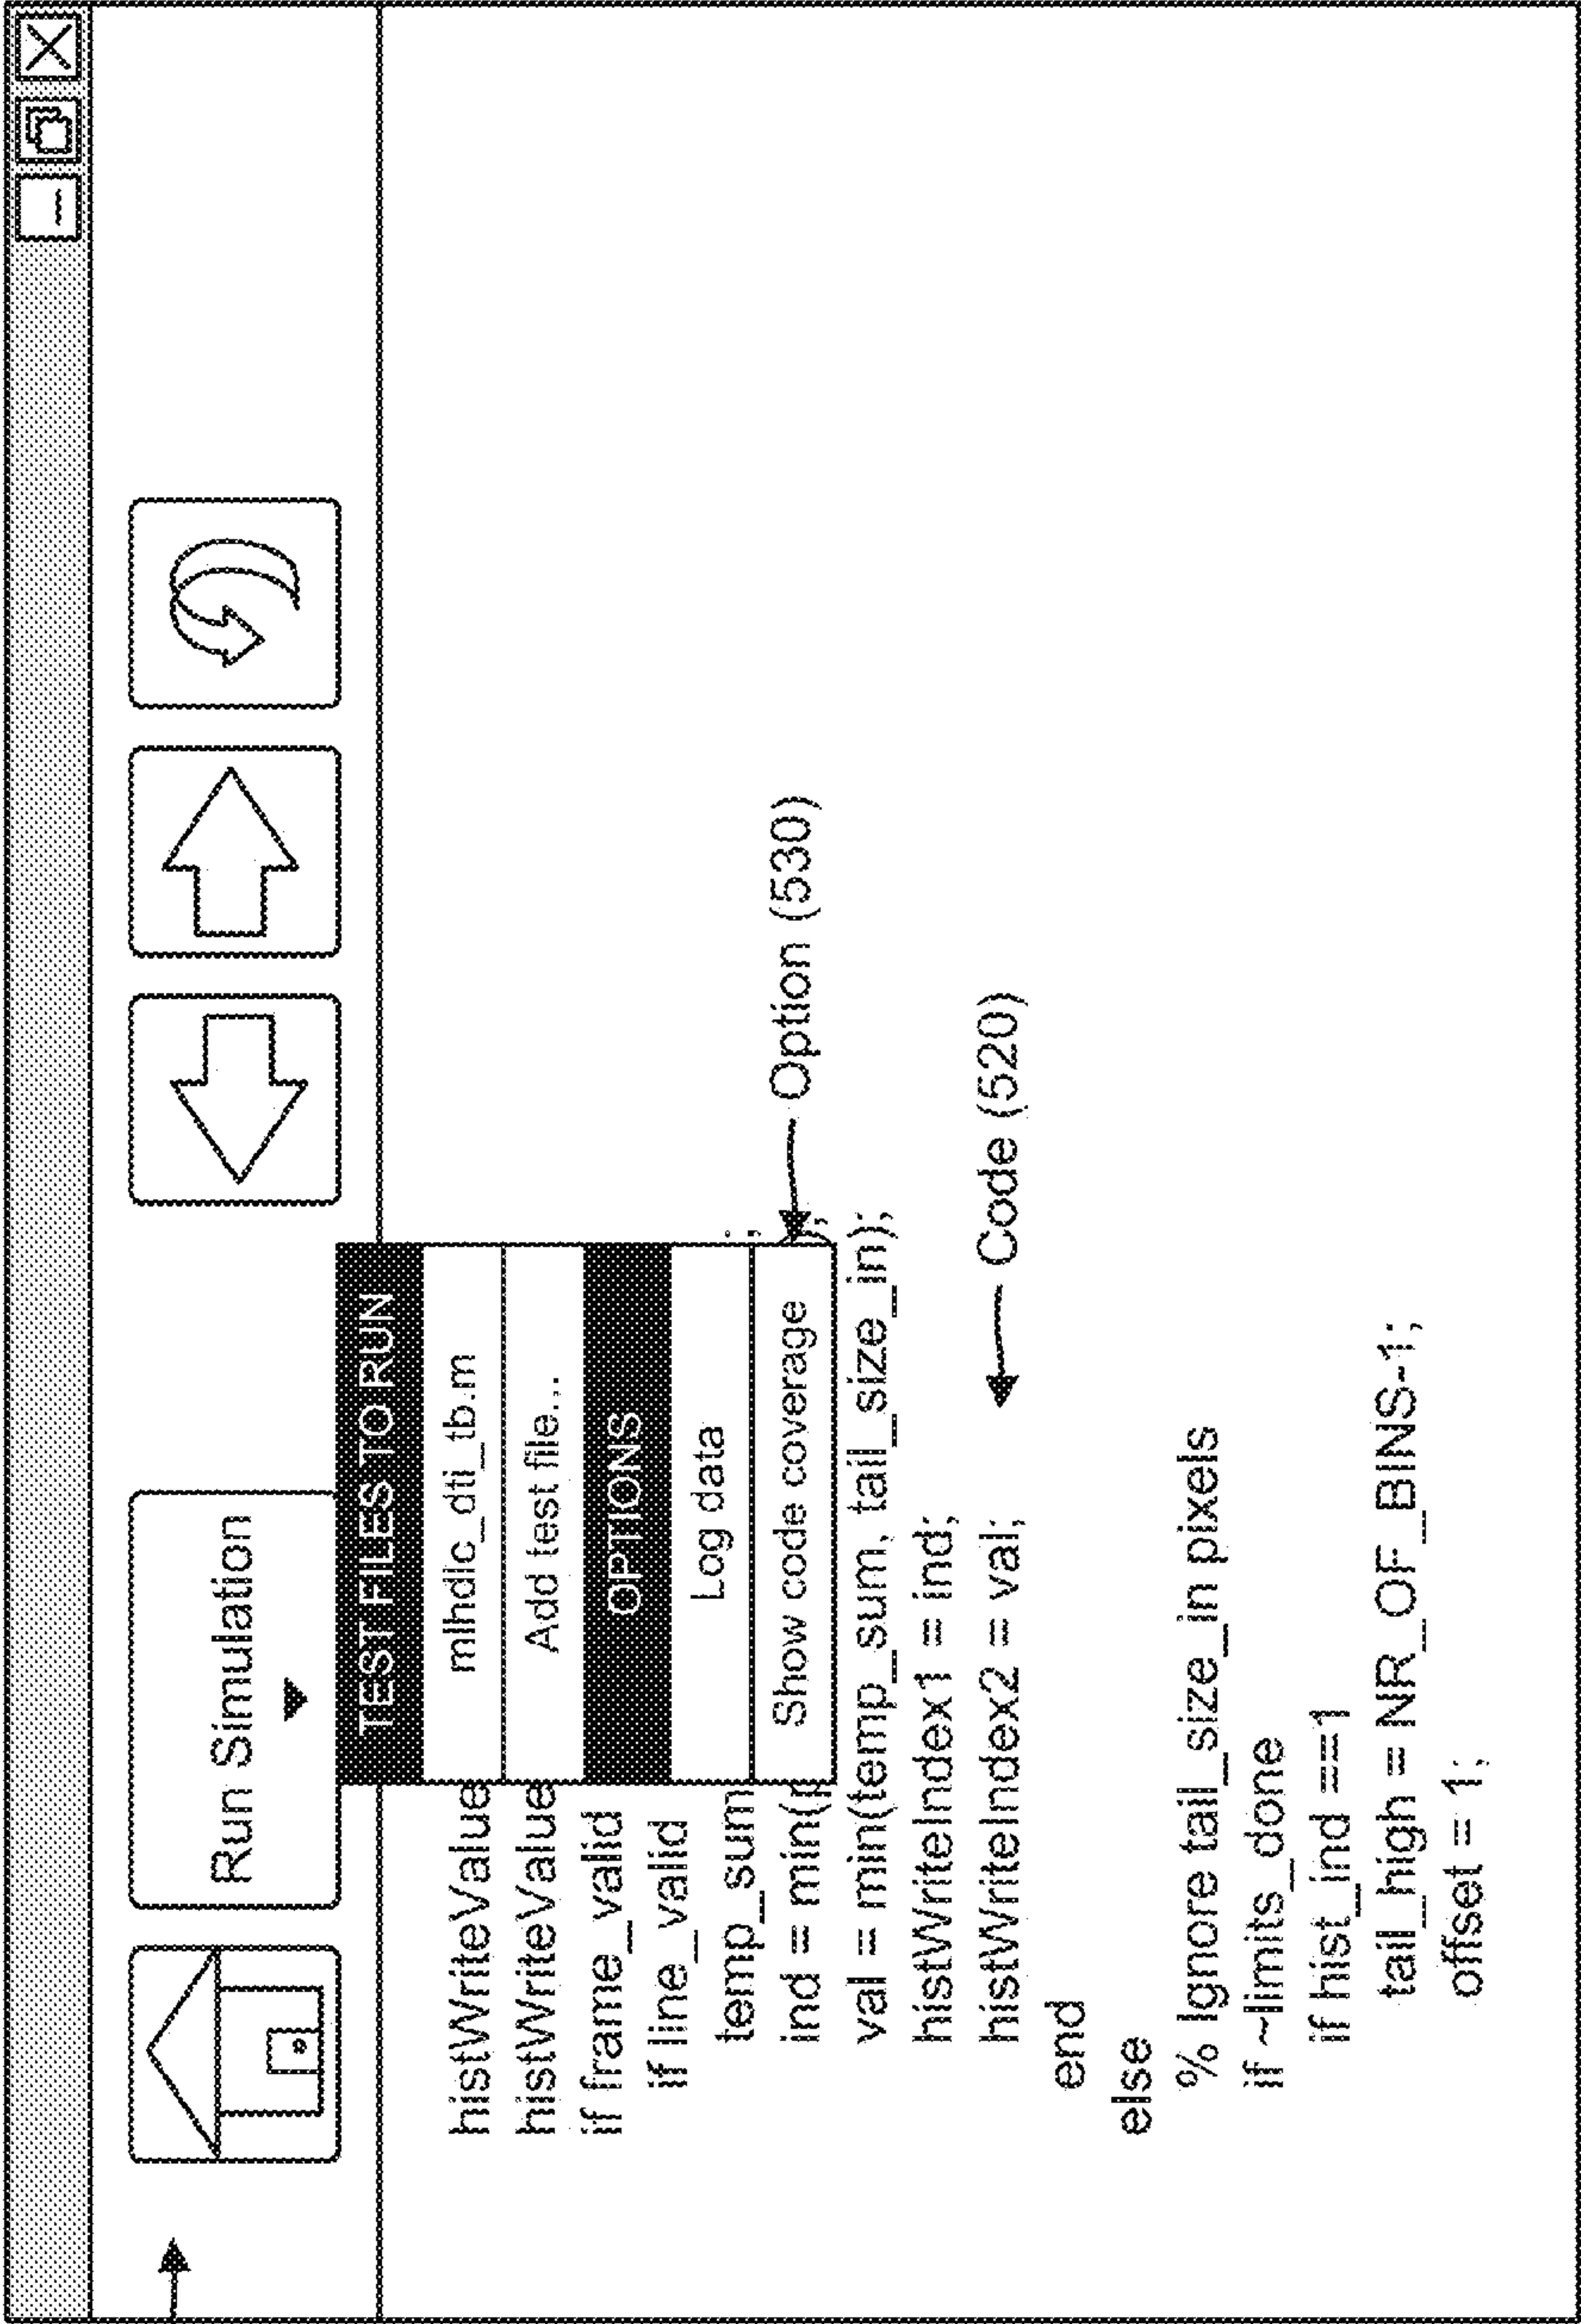 Run Simulation
TEST FILES TO RUN
mlhdlc_dti_tb.m
Add test file...
OPTIONS
Log data
Show code coverage
Option (530)
Code (520)
histWriteValue
histWriteValue
if frame_valid
if line_valid
temp_sum
ind = min(
val = min(temp_sum, tail_size_in);
histWriteIndex1 = ind;
histWriteIndex2 = val;
end
else
% Ignore tail_size_in pixels
if ~limits_done
if hist_ind ==1
tail_high = NR_OF_BINS-1;
offset = 1;